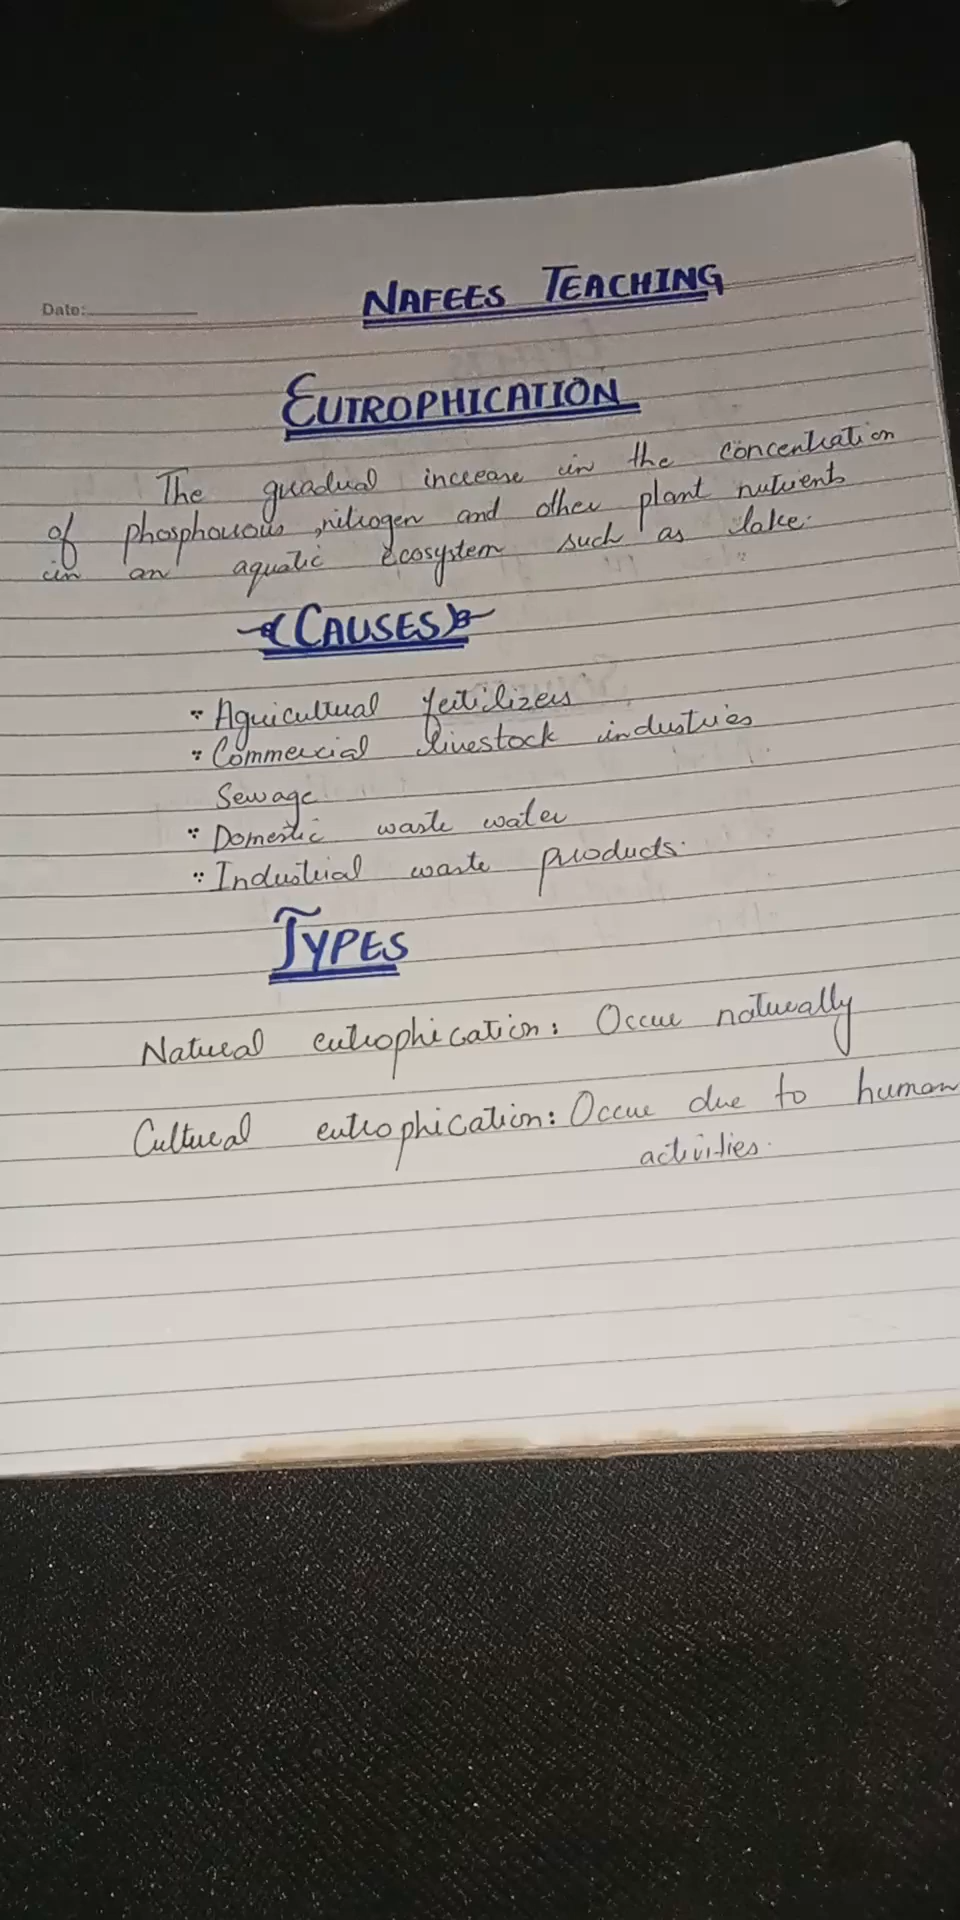 Date:
NAFEES TEACHING
EUTROPHICATION
The gradual increase in the concentration
of phosphorous, nitrogen and other plant nutrients
in an aquatic ecosystem such as lake.
CAUSES
Agricultural fertilizers
Commercial livestock industries
Sewage
Domestic waste water
Industrial waste products.
TYPES
Natural eutrophication: Occur naturally
Cultural eutrophication: Occur due to human
activities.